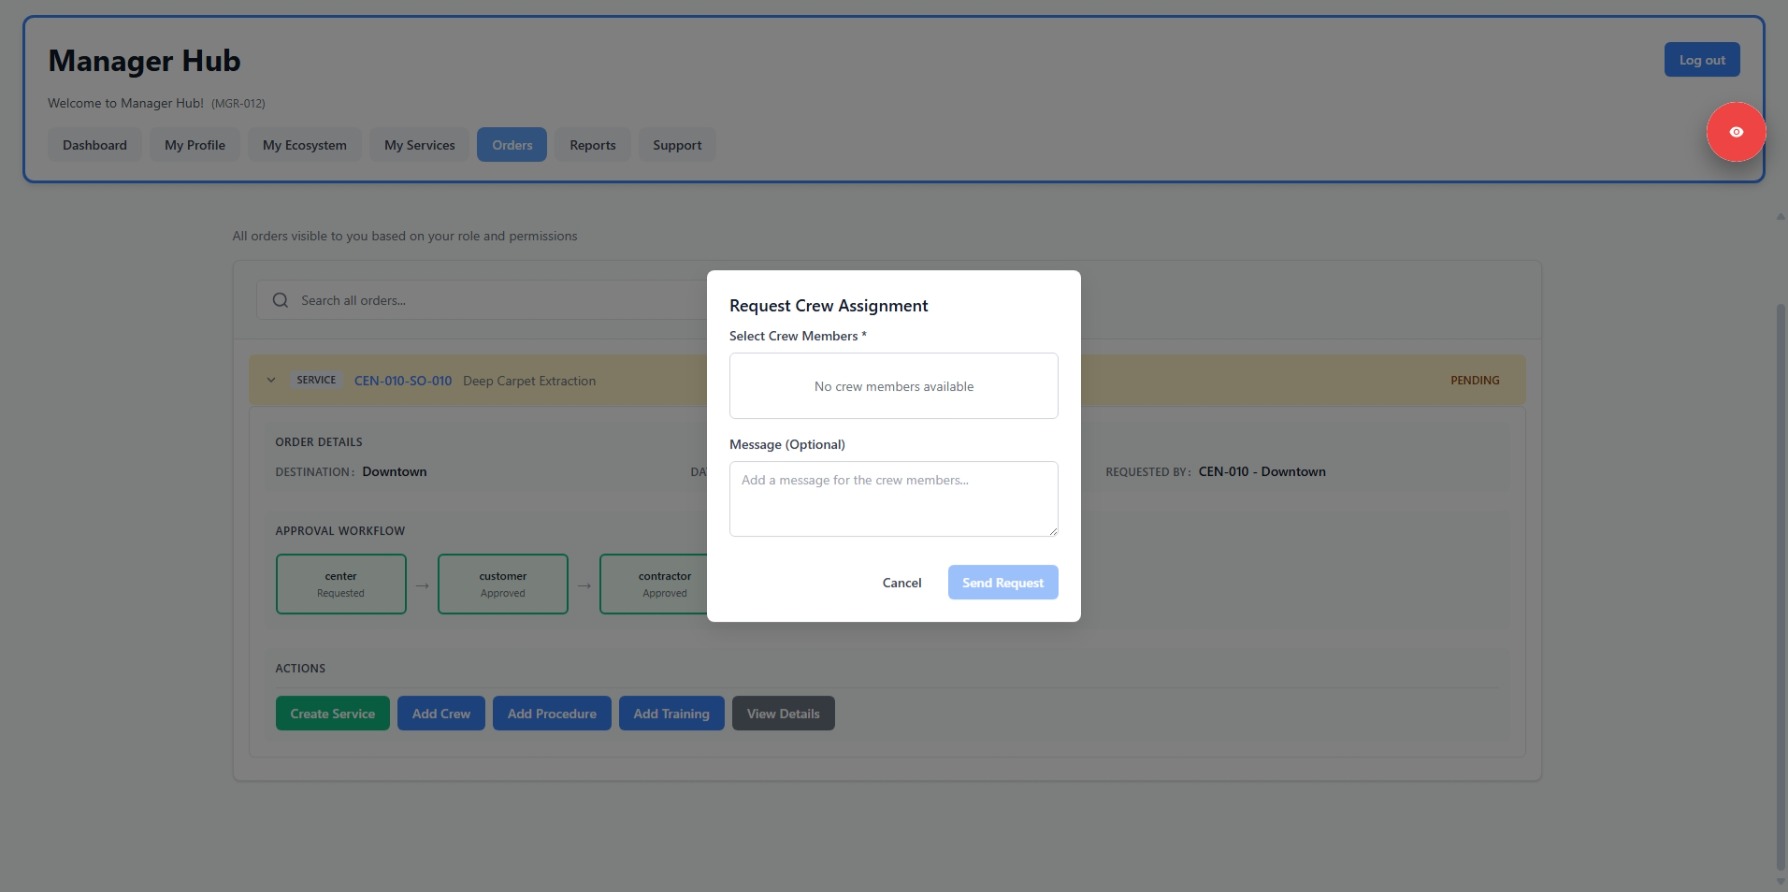 Manager Hub
Log out
Welcome to Manager Hub! (MGR-012)
Dashboard My Profile My Ecosystem My Services Orders Reports Support
All orders visible to you based on your role and permissions
Search all orders...
SERVICE CEN-010-SO-010 Deep Carpet Extraction PENDING
ORDER DETAILS
DESTINATION: Downtown
REQUESTED BY: CEN-010 - Downtown
APPROVAL WORKFLOW
center
Requested
→
customer
Approved
→
contractor
Approved
ACTIONS
Create Service Add Crew Add Procedure Add Training View Details
Request Crew Assignment
Select Crew Members *
No crew members available
Message (Optional)
Add a message for the crew members...
Cancel Send Request